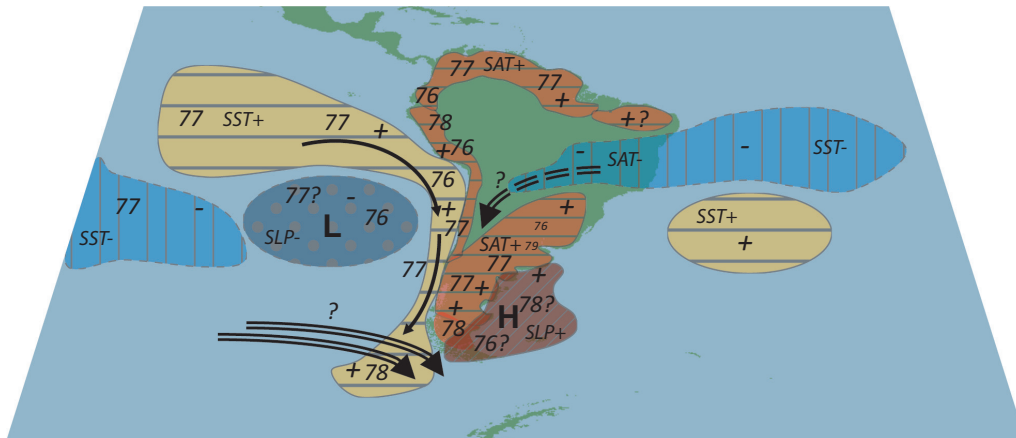 77 SAT+
77
+
76
+?
77 SST+ 77 +
78
+ 76
-
SAT-
-
SST-
?
76
77? -
76
L
SLP-
77 -
SST-
+
77
+
76
SAT+ 79
77
SST+
+
77
77 +
+
+
78?
H
SLP+
78
76?
?
+ 78